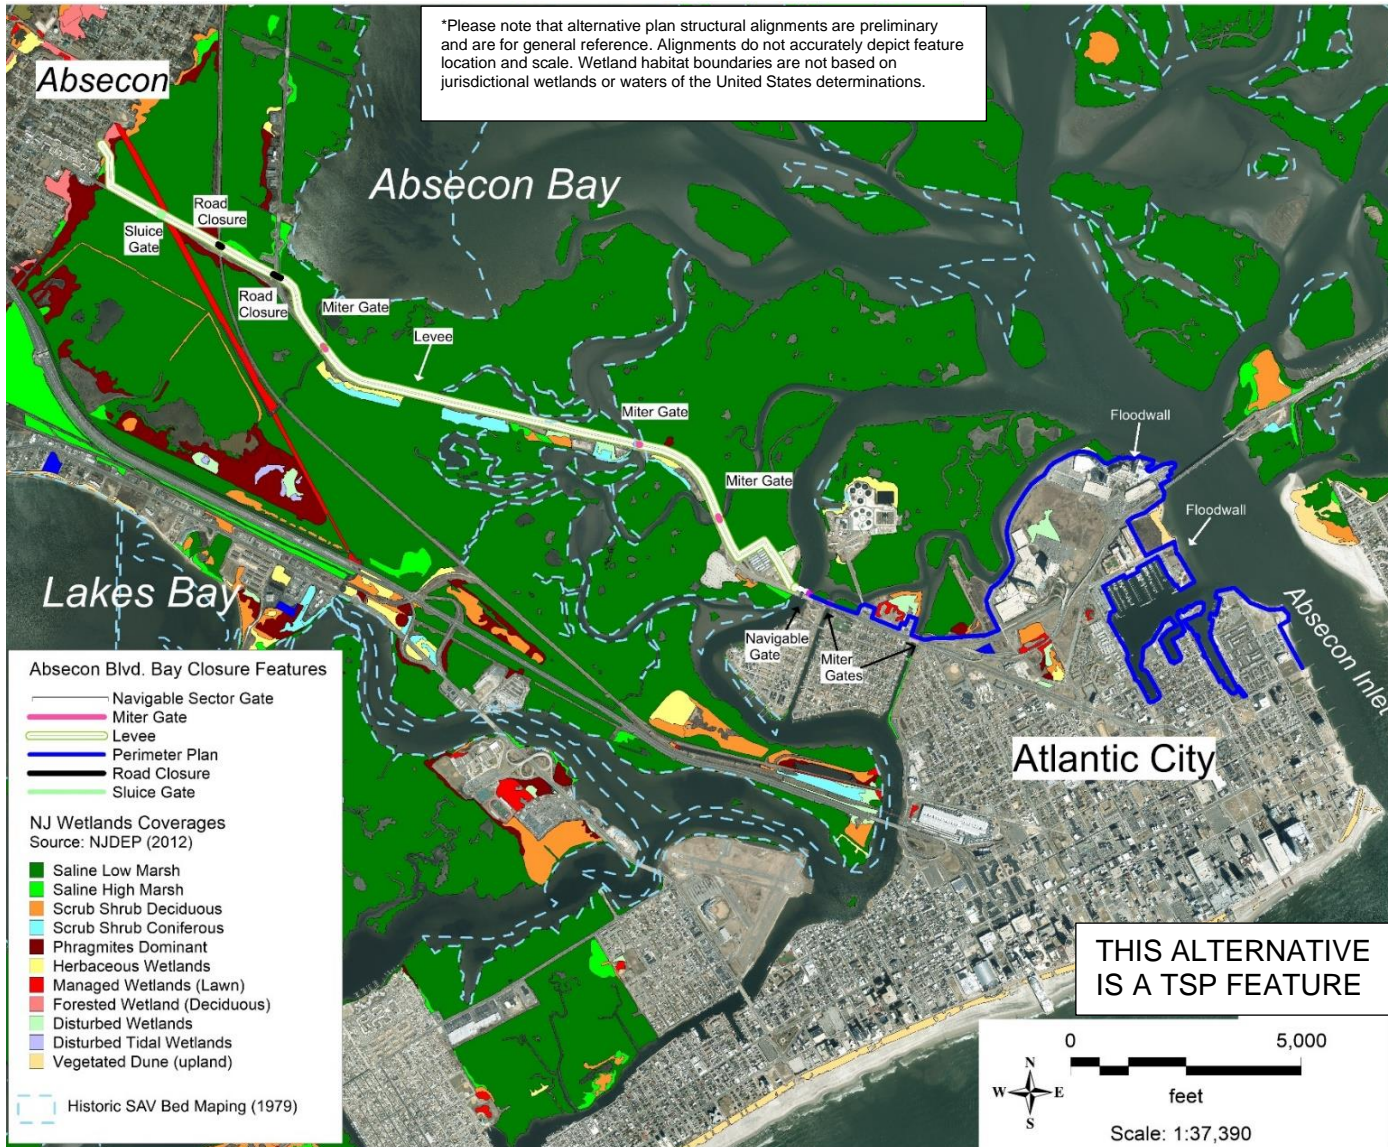 *Please note that alternative plan structural alignments are preliminary
and are for general reference. Alignments do not accurately depict feature
location and scale. Wetland habitat boundaries are not based on
jurisdictional wetlands or waters of the United States determinations.
Absecon
Absecon Bay
Road
Closure
Sluice
Gate
Road
Closure
Miter Gate
Levee
Miter Gate
Miter Gate
Floodwall
Floodwall
Lakes Bay
Navigable
Gate
Miter
Gates
Absecon Inlet
Atlantic City
Absecon Blvd. Bay Closure Features
Navigable Sector Gate
Miter Gate
Levee
Perimeter Plan
Road Closure
Sluice Gate
NJ Wetlands Coverages
Source: NJDEP (2012)
Saline Low Marsh
Saline High Marsh
Scrub Shrub Deciduous
Scrub Shrub Coniferous
Phragmites Dominant
Herbaceous Wetlands
Managed Wetlands (Lawn)
Forested Wetland (Deciduous)
Disturbed Wetlands
Disturbed Tidal Wetlands
Vegetated Dune (upland)
Historic SAV Bed Maping (1979)
THIS ALTERNATIVE
IS A TSP FEATURE
0 5,000
feet
N
W E
S
Scale: 1:37,390